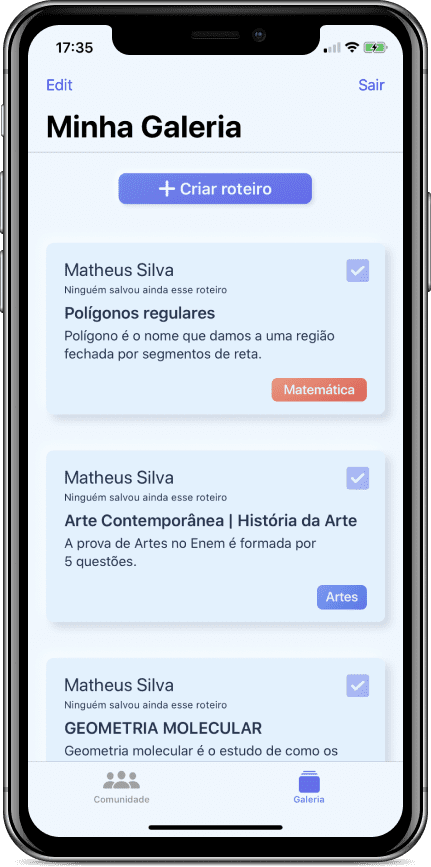 17:35
Edit
Sair
Minha Galeria
+ Criar roteiro
Matheus Silva
Ninguém salvou ainda esse roteiro
Polígonos regulares
Polígono é o nome que damos a uma região
fechada por segmentos de reta.
Matemática
Matheus Silva
Ninguém salvou ainda esse roteiro
Arte Contemporânea | História da Arte
A prova de Artes no Enem é formada por
5 questões.
Artes
Matheus Silva
Ninguém salvou ainda esse roteiro
GEOMETRIA MOLECULAR
Geometria molecular é o estudo de como os
Comunidade
Galeria